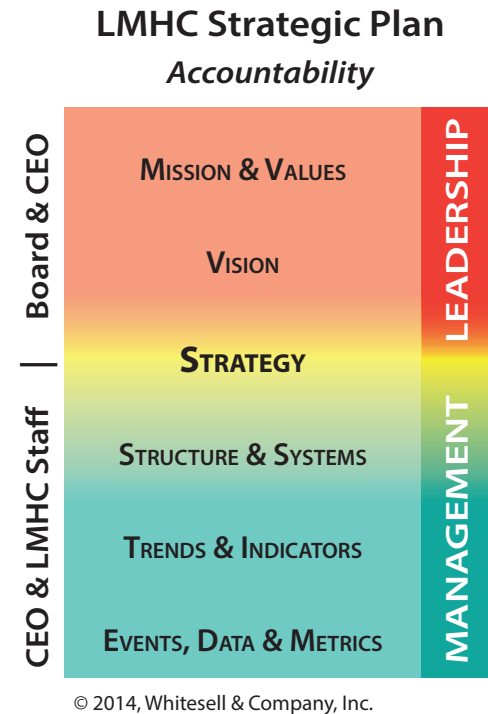 LMHC Strategic Plan
Accountability
Board & CEO
CEO & LMHC Staff
MISSION & VALUES
VISION
STRATEGY
STRUCTURE & SYSTEMS
TRENDS & INDICATORS
EVENTS, DATA & METRICS
LEADERSHIP
MANAGEMENT
© 2014, Whitesell & Company, Inc.